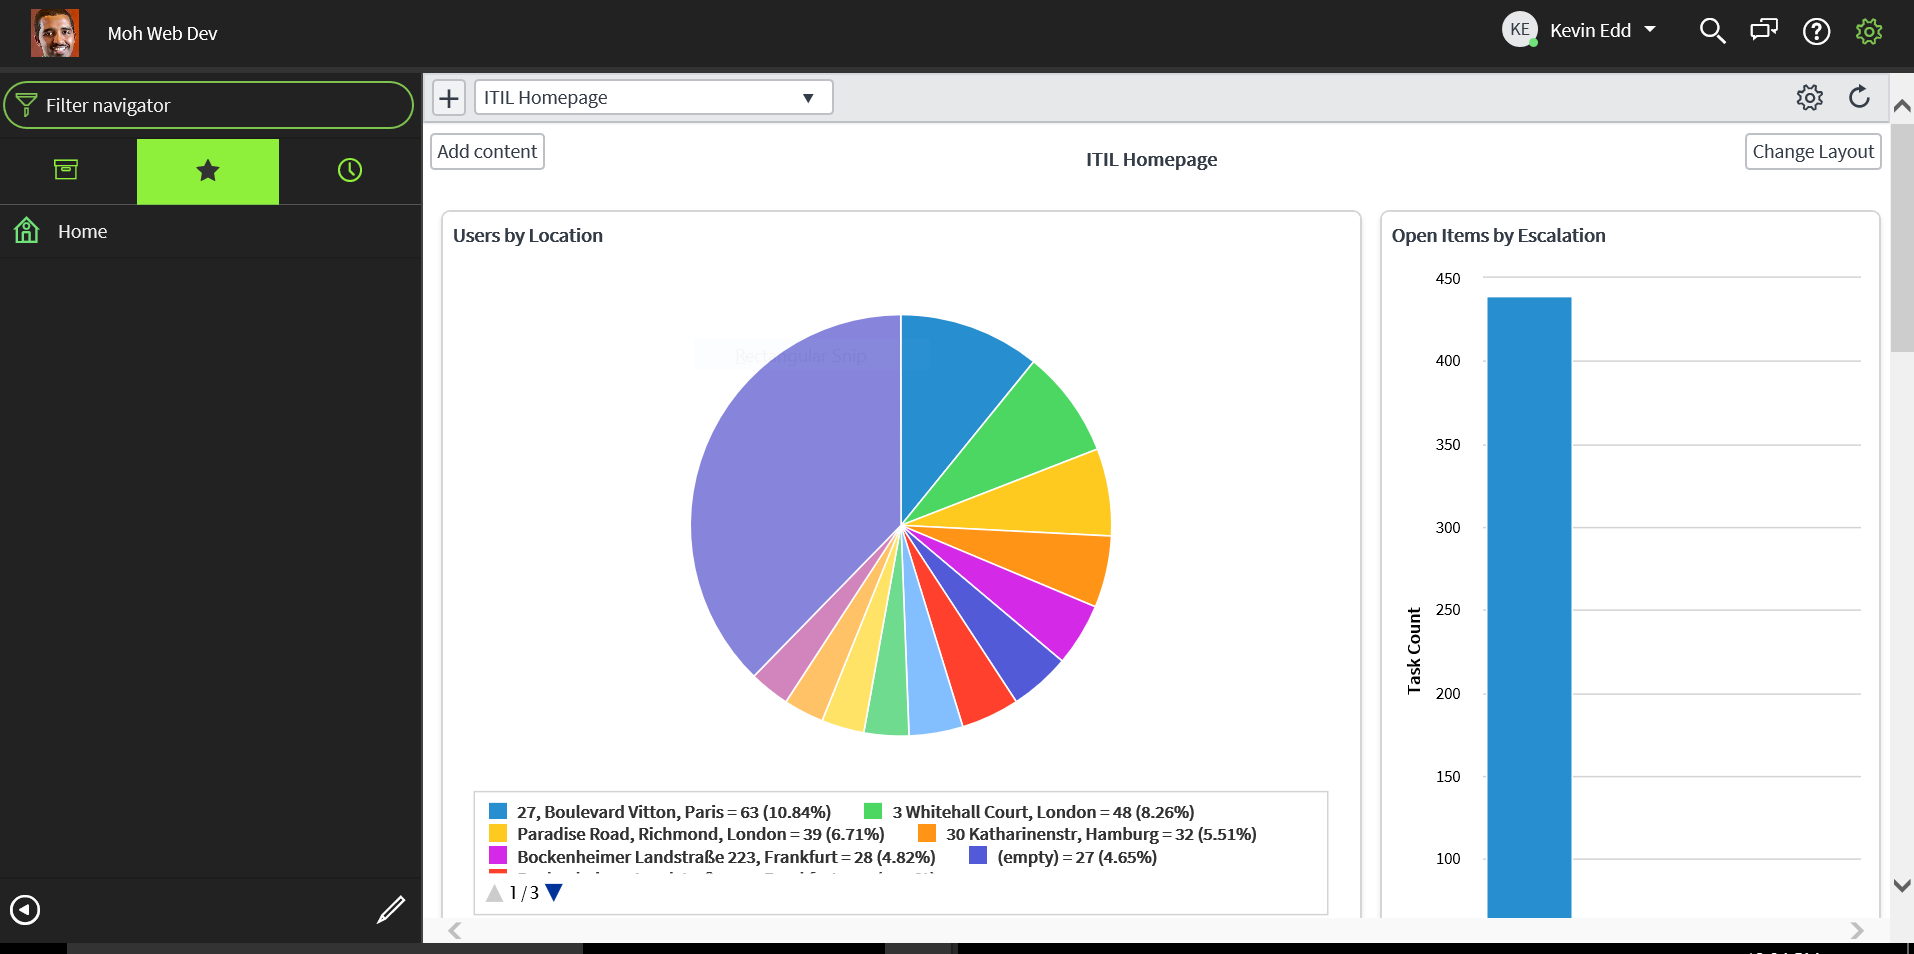 Moh Web Dev
KE Kevin Edd
Filter navigator
ITIL Homepage
Add content
ITIL Homepage
Change Layout
Home
Users by Location
Rectangular Snip
27, Boulevard Vitton, Paris = 63 (10.84%)
3 Whitehall Court, London = 48 (8.26%)
Paradise Road, Richmond, London = 39 (6.71%)
30 Katharinenstr, Hamburg = 32 (5.51%)
Bockenheimer Landstraße 223, Frankfurt = 28 (4.82%)
(empty) = 27 (4.65%)
1 / 3
Open Items by Escalation
Task Count
450
400
350
300
250
200
150
100